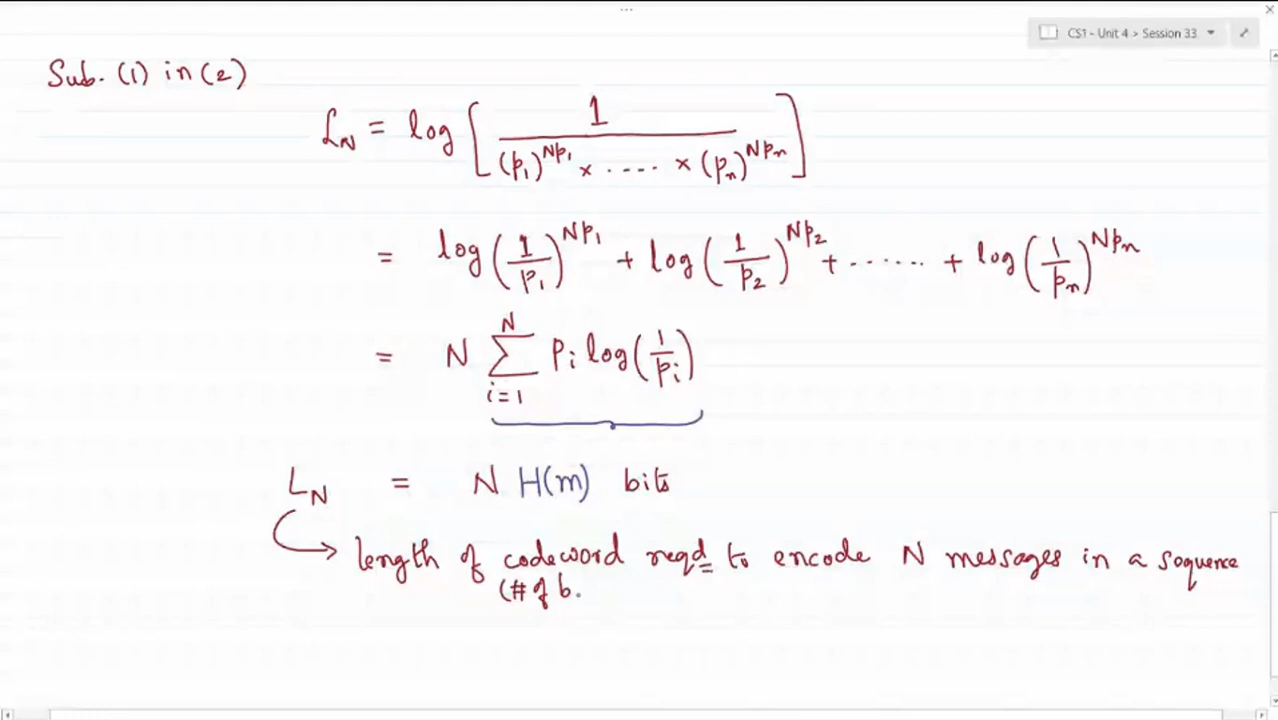 CS1 - Unit 4 > Session 33
Sub. (1) in (2)
L_N = log [ 1 / ((p_1)^{Np_1} × ..... × (p_n)^{Np_n}) ]
= log (1/p_1)^{Np_1} + log (1/p_2)^{Np_2} + ...... + log (1/p_n)^{Np_n}
= N ∑_{i=1}^{N} p_i log (1/p_i)
L_N = N H(m) bits
length of codeword reqd to encode N messages in a sequence
(# of b.